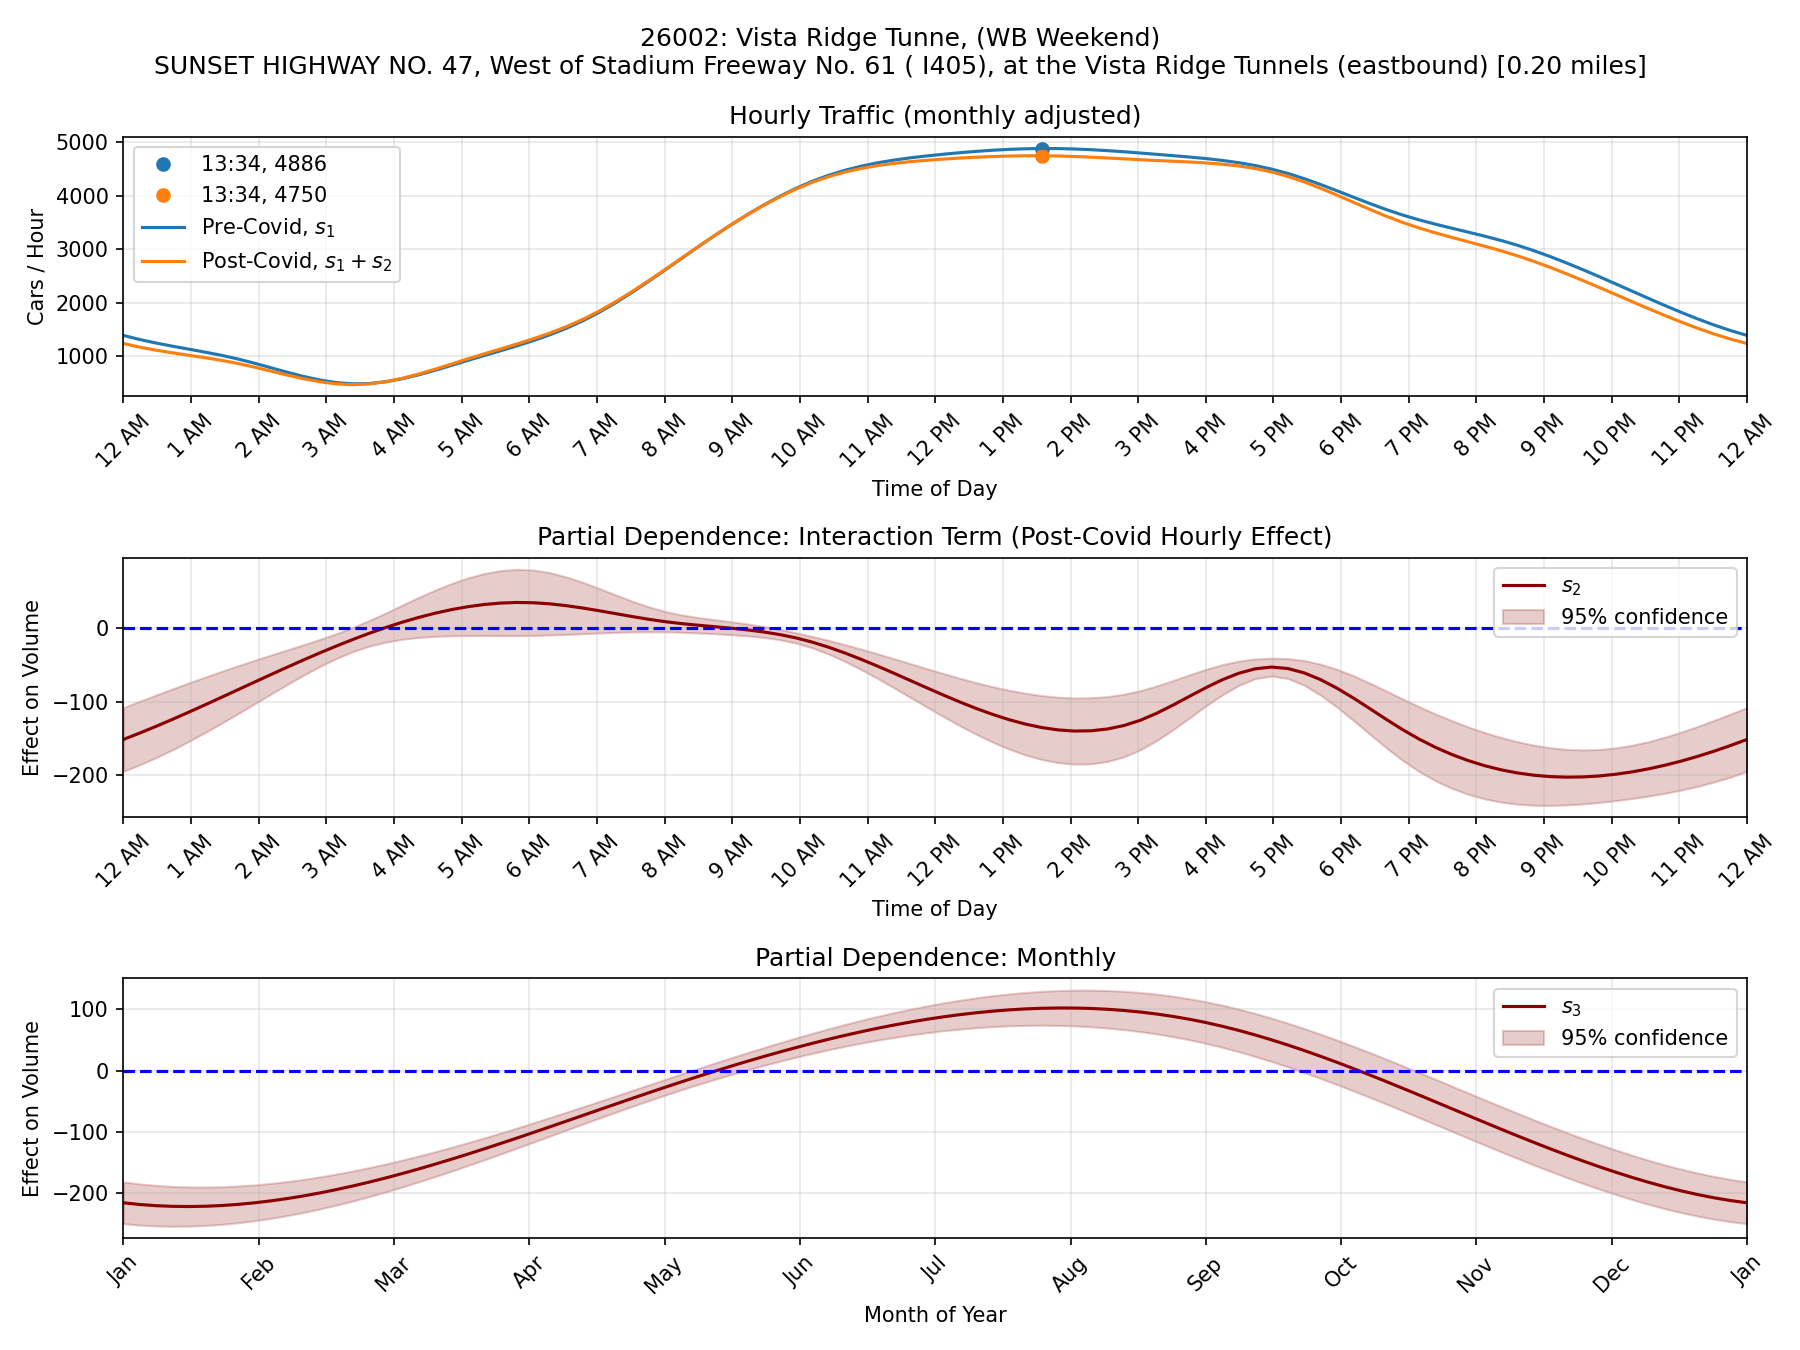 26002: Vista Ridge Tunne, (WB Weekend)
SUNSET HIGHWAY NO. 47, West of Stadium Freeway No. 61 ( I405), at the Vista Ridge Tunnels (eastbound) [0.20 miles]
Hourly Traffic (monthly adjusted)
5000
4000
3000
2000
1000
Cars / Hour
13:34, 4886
13:34, 4750
Pre-Covid, s₁
Post-Covid, s₁ + s₂
12 AM 1 AM 2 AM 3 AM 4 AM 5 AM 6 AM 7 AM 8 AM 9 AM 10 AM 11 AM 12 PM 1 PM 2 PM 3 PM 4 PM 5 PM 6 PM 7 PM 8 PM 9 PM 10 PM 11 PM 12 AM
Time of Day
Partial Dependence: Interaction Term (Post-Covid Hourly Effect)
0
−100
−200
Effect on Volume
s₂
95% confidence
12 AM 1 AM 2 AM 3 AM 4 AM 5 AM 6 AM 7 AM 8 AM 9 AM 10 AM 11 AM 12 PM 1 PM 2 PM 3 PM 4 PM 5 PM 6 PM 7 PM 8 PM 9 PM 10 PM 11 PM 12 AM
Time of Day
Partial Dependence: Monthly
100
0
−100
−200
Effect on Volume
s₃
95% confidence
Jan Feb Mar Apr May Jun Jul Aug Sep Oct Nov Dec Jan
Month of Year